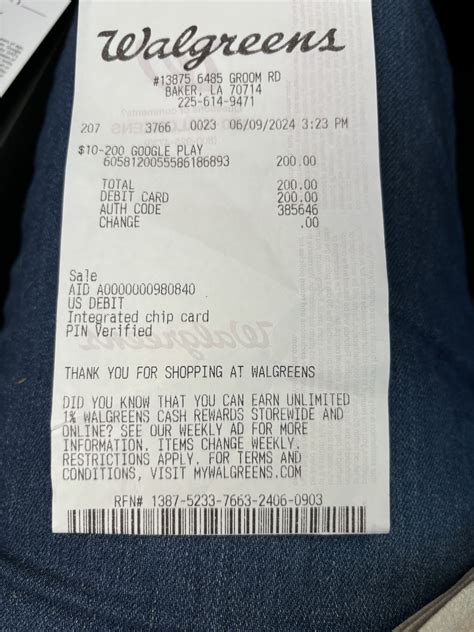 Walgreens
#13875 6485 GROOM RD
BAKER, LA 70714
225-614-9471
207 3766 0023 06/09/2024 3:23 PM
$10-200 GOOGLE PLAY
6058120055586186893 200.00
TOTAL 200.00
DEBIT CARD 200.00
AUTH CODE 385646
CHANGE .00
Sale
AID A0000000980840
US DEBIT
Integrated chip card
PIN Verified
Walgreens
THANK YOU FOR SHOPPING AT WALGREENS
DID YOU KNOW THAT YOU CAN EARN UNLIMITED
1% WALGREENS CASH REWARDS STOREWIDE AND
ONLINE? SEE OUR WEEKLY AD FOR MORE
INFORMATION. ITEMS CHANGE WEEKLY.
RESTRICTIONS APPLY. FOR TERMS AND
CONDITIONS, VISIT MYWALGREENS.COM
RFN# 1387-5233-7663-2406-0903